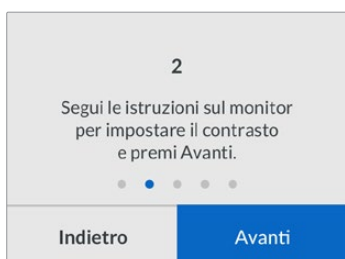 2
Segui le istruzioni sul monitor
per impostare il contrasto
e premi Avanti.
Indietro
Avanti